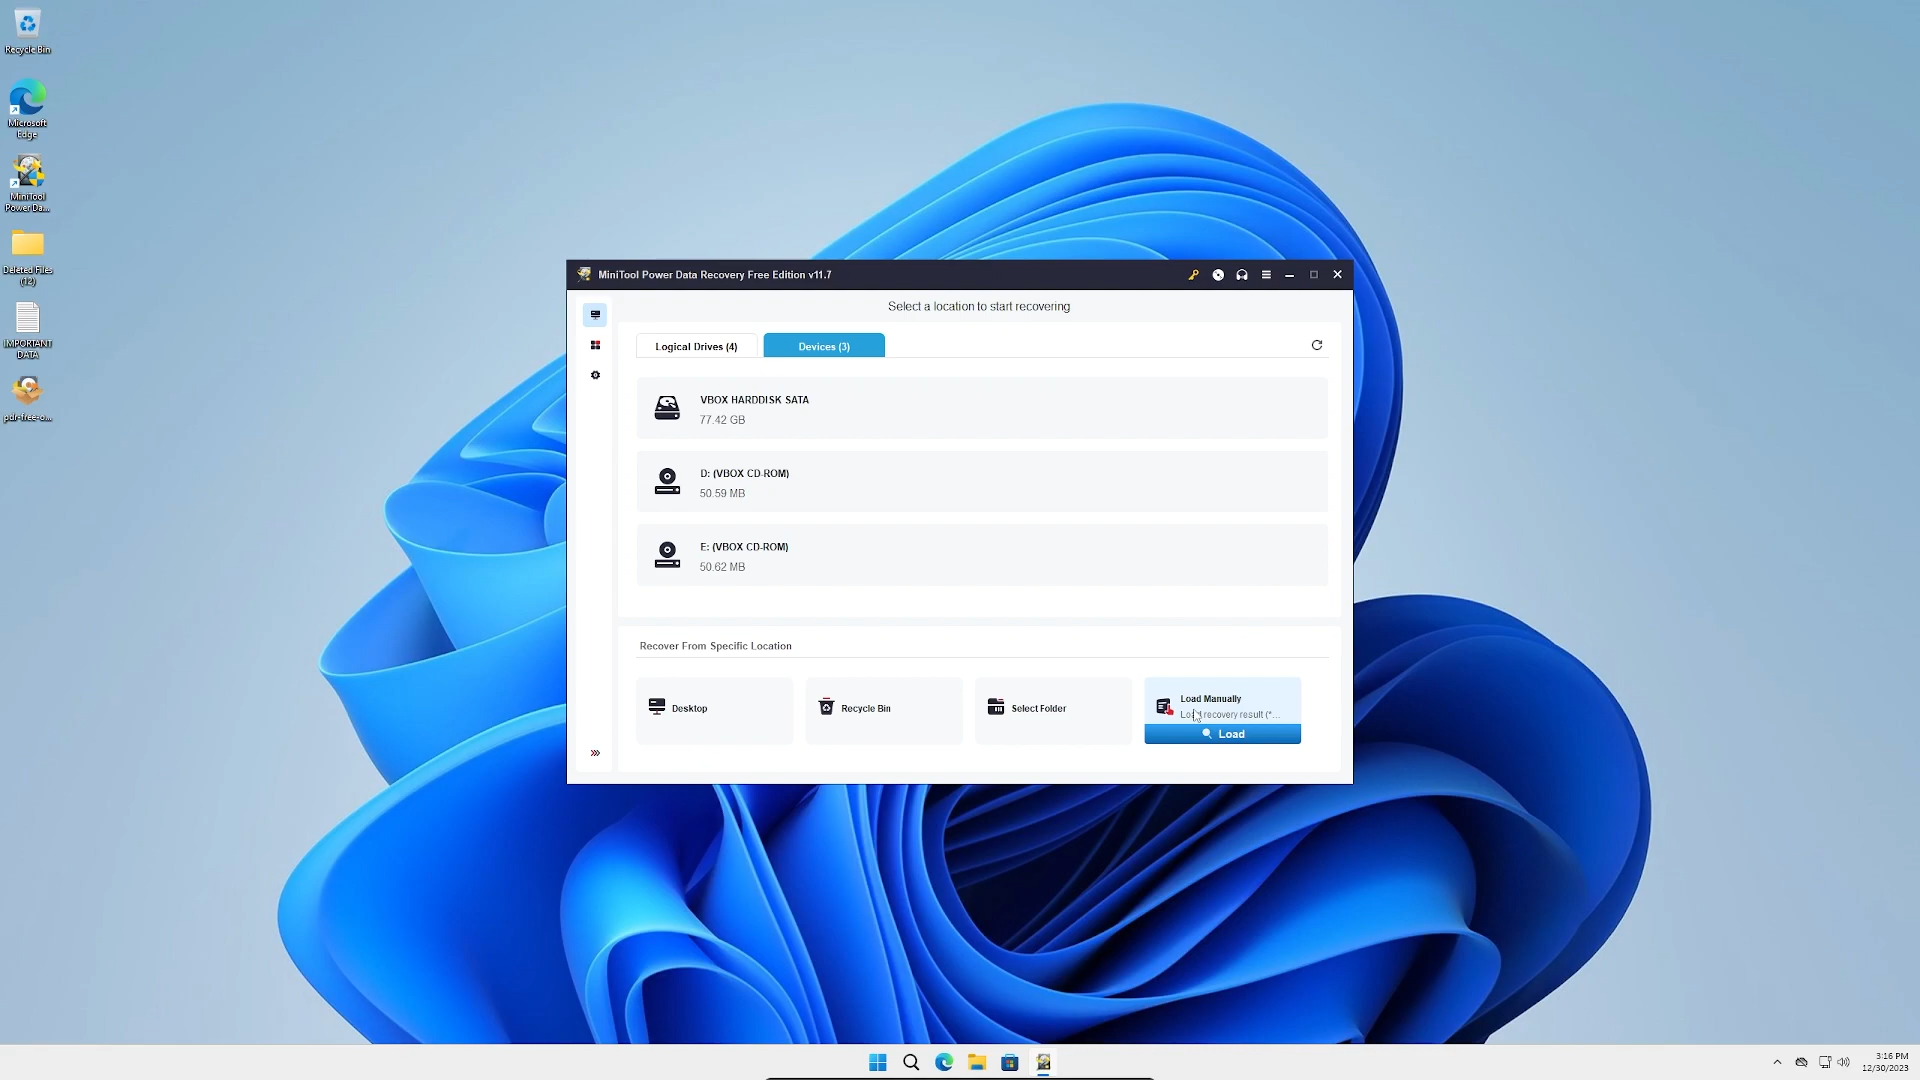 Recycle Bin
Microsoft
Edge
MiniTool
Power Da...
Deleted Files
(12)
IMPORTANT
DATA
pdr-free-o...
MiniTool Power Data Recovery Free Edition v11.7
Select a location to start recovering
Logical Drives (4)
Devices (3)
VBOX HARDDISK SATA
77.42 GB
D: (VBOX CD-ROM)
50.59 MB
E: (VBOX CD-ROM)
50.62 MB
Recover From Specific Location
Desktop
Recycle Bin
Select Folder
Load Manually
Load recovery result (*...
Load
3:16 PM
12/30/2023